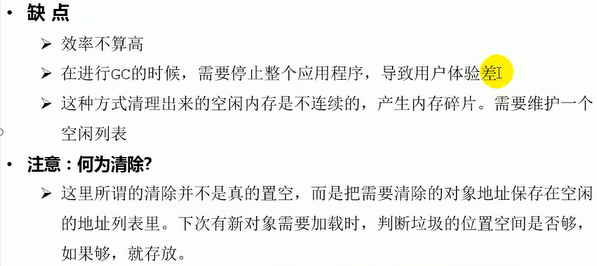 • 缺点
➢ 效率不算高
➢ 在进行GC的时候，需要停止整个应用程序，导致用户体验差
➢ 这种方式清理出来的空闲内存是不连续的，产生内存碎片。需要维护一个
空闲列表
• 注意：何为清除?
➢ 这里所谓的清除并不是真的置空，而是把需要清除的对象地址保存在空闲
的地址列表里。下次有新对象需要加载时，判断垃圾的位置空间是否够，
如果够，就存放。